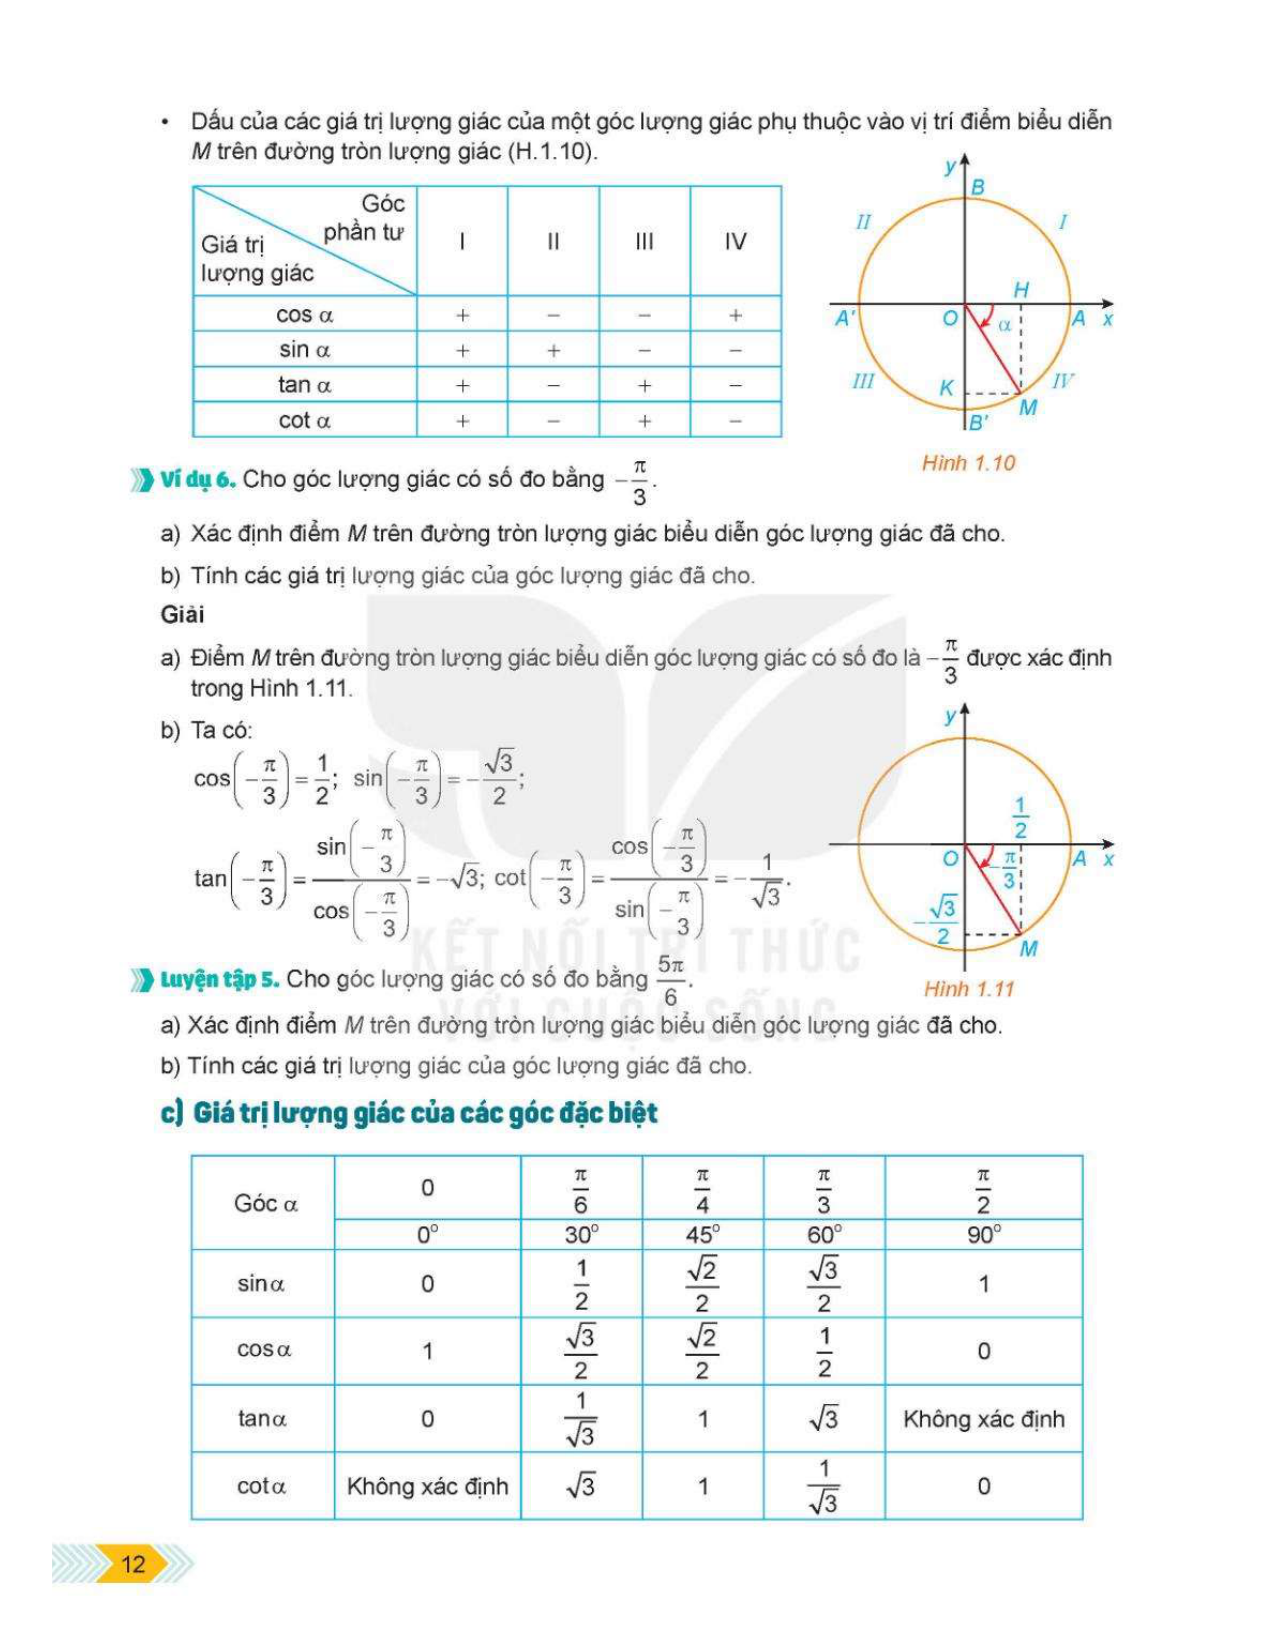 • Dấu của các giá trị lượng giác của một góc lượng giác phụ thuộc vào vị trí điểm biểu diễn
M trên đường tròn lượng giác (H.1.10).
Góc phần tư
Giá trị lượng giác
I II III IV
cos α + − − +
sin α + + − −
tan α + − + −
cot α + − + −
y
B
II
I
H
A'
O
α
A x
III
K
IV
M
B'
Hình 1.10
Ví dụ 6. Cho góc lượng giác có số đo bằng −π/3.
a) Xác định điểm M trên đường tròn lượng giác biểu diễn góc lượng giác đã cho.
b) Tính các giá trị lượng giác của góc lượng giác đã cho.
Giải
a) Điểm M trên đường tròn lượng giác biểu diễn góc lượng giác có số đo là −π/3 được xác định
trong Hình 1.11.
b) Ta có:
cos(−π/3) = 1/2; sin(−π/3) = −√3/2;
tan(−π/3) = sin(−π/3)/cos(−π/3) = −√3; cot(−π/3) = cos(−π/3)/sin(−π/3) = −1/√3.
y
1/2
O
−π/3
A x
−√3/2
M
Hình 1.11
KẾT NỐI TRI THỨC
VỚI CUỘC SỐNG
Luyện tập 5. Cho góc lượng giác có số đo bằng 5π/6.
a) Xác định điểm M trên đường tròn lượng giác biểu diễn góc lượng giác đã cho.
b) Tính các giá trị lượng giác của góc lượng giác đã cho.
c) Giá trị lượng giác của các góc đặc biệt
Góc α 0 π/6 π/4 π/3 π/2
0° 30° 45° 60° 90°
sin α 0 1/2 √2/2 √3/2 1
cos α 1 √3/2 √2/2 1/2 0
tan α 0 1/√3 1 √3 Không xác định
cot α Không xác định √3 1 1/√3 0
12